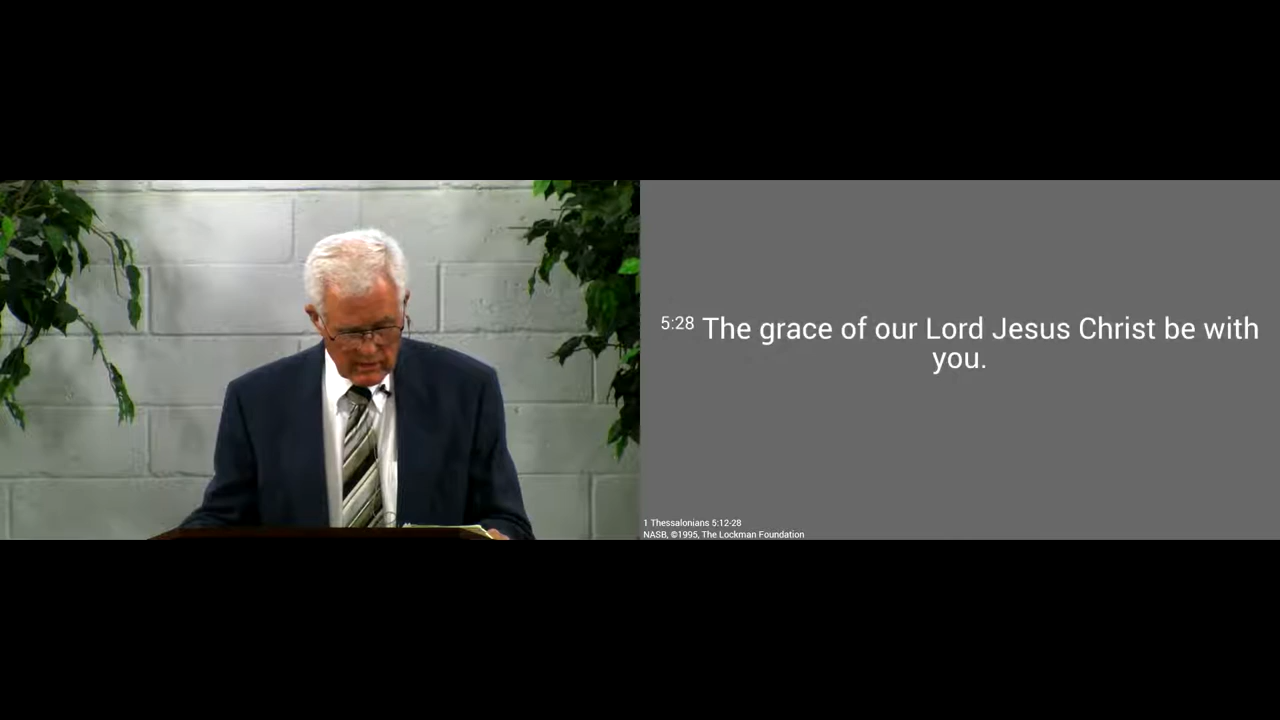 5:28 The grace of our Lord Jesus Christ be with
you.
1 Thessalonians 5:12-28
NASB, ©1995, The Lockman Foundation